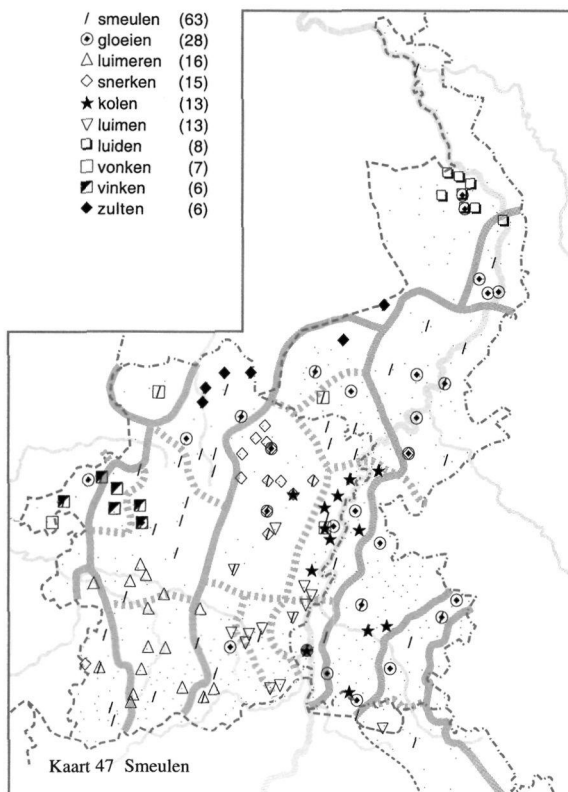 smeulen (63)
gloeien (28)
luimeren (16)
snerken (15)
kolen (13)
luimen (13)
luiden (8)
vonken (7)
vinken (6)
zulten (6)
Kaart 47 Smeulen